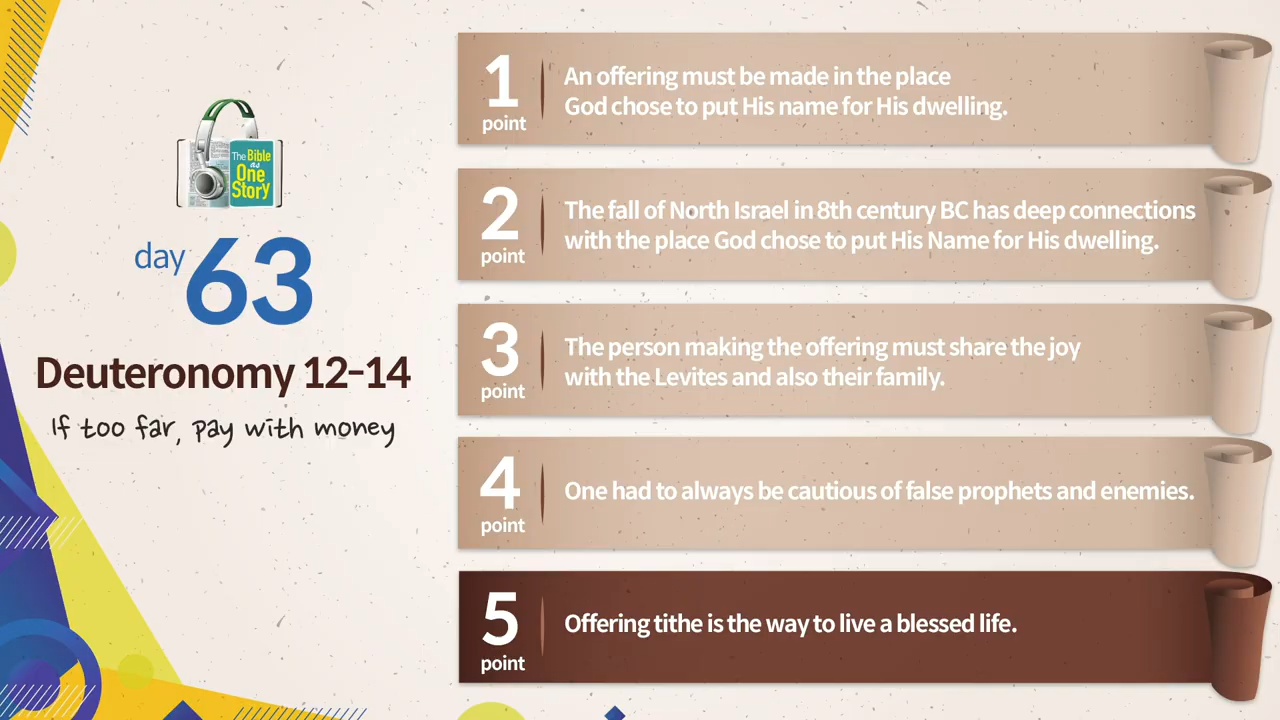 The Bible
as
One
Story
day 63
Deuteronomy 12-14
If too far, pay with money
1
point
An offering must be made in the place
God chose to put His name for His dwelling.
2
point
The fall of North Israel in 8th century BC has deep connections
with the place God chose to put His Name for His dwelling.
3
point
The person making the offering must share the joy
with the Levites and also their family.
4
point
One had to always be cautious of false prophets and enemies.
5
point
Offering tithe is the way to live a blessed life.